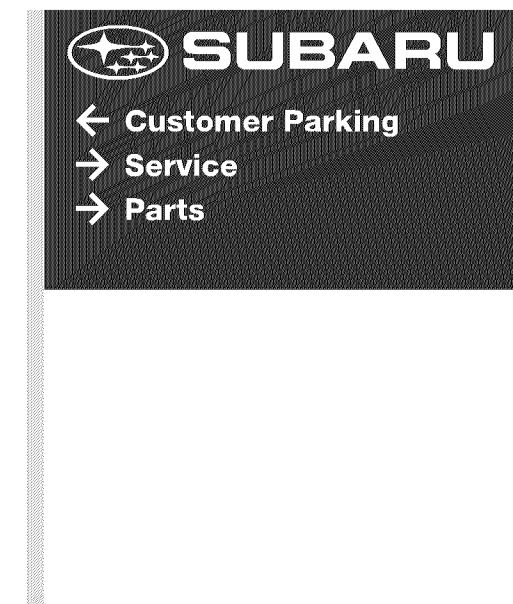 SUBARU
← Customer Parking
→ Service
→ Parts